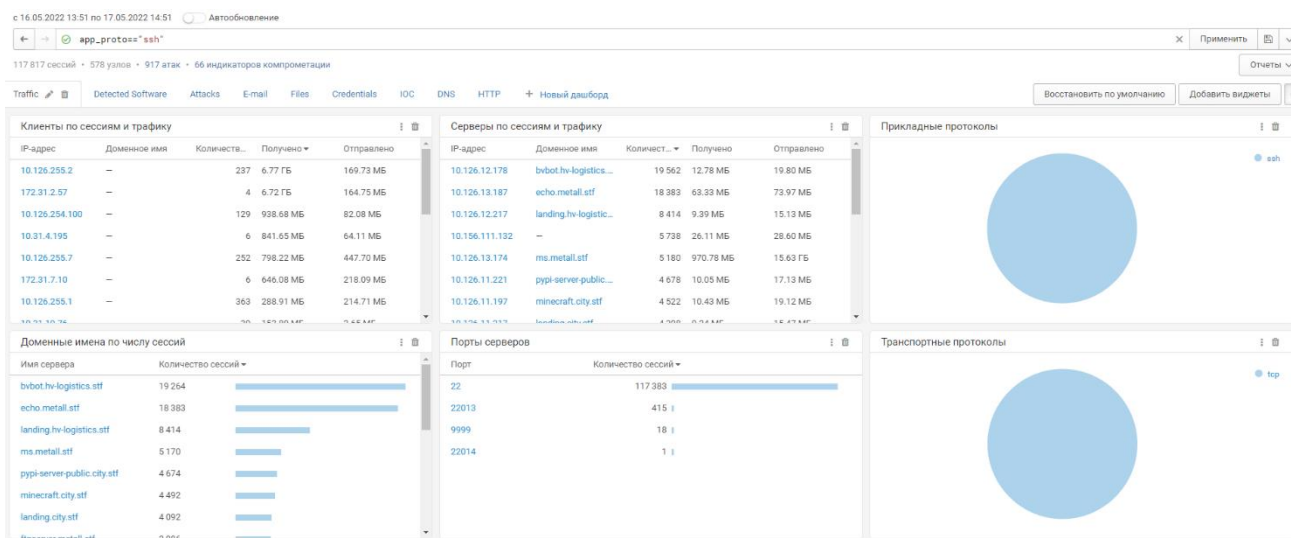 с 16.05.2022 13:51 по 17.05.2022 14:51 Автообновление
app_proto=="ssh" Применить
117 817 сессий • 578 узлов • 917 атак • 66 индикаторов компрометации Отчеты
Traffic Detected Software Attacks E-mail Files Credentials IOC DNS HTTP + Новый дашборд Восстановить по умолчанию Добавить виджеты
Клиенты по сессиям и трафику
IP-адрес Доменное имя Количеств... Получено Отправлено
10.126.255.2 — 237 6.77 ГБ 169.73 МБ
172.31.2.57 — 4 6.72 ГБ 164.75 МБ
10.126.254.100 — 129 938.68 МБ 82.08 МБ
10.31.4.195 — 6 841.65 МБ 64.11 МБ
10.126.255.7 — 252 798.22 МБ 447.70 МБ
172.31.7.10 — 6 646.08 МБ 218.09 МБ
10.126.255.1 — 363 288.91 МБ 214.71 МБ
Серверы по сессиям и трафику
IP-адрес Доменное имя Количест... Получено Отправлено
10.126.12.178 bvbot.hv-logistics.... 19 562 12.78 МБ 19.80 МБ
10.126.13.187 echo.metall.stf 18 383 63.33 МБ 73.97 МБ
10.126.12.217 landing.hv-logistic... 8 414 9.39 МБ 15.13 МБ
10.156.111.132 — 5 738 26.11 МБ 28.60 МБ
10.126.13.174 ms.metall.stf 5 180 970.78 МБ 15.63 ГБ
10.126.11.221 pypi-server-public.... 4 678 10.05 МБ 17.13 МБ
10.126.11.197 minecraft.city.stf 4 522 10.43 МБ 19.12 МБ
Прикладные протоколы
ssh
Доменные имена по числу сессий
Имя сервера Количество сессий
bvbot.hv-logistics.stf 19 264
echo.metall.stf 18 383
landing.hv-logistics.stf 8 414
ms.metall.stf 5 170
pypi-server-public.city.stf 4 674
minecraft.city.stf 4 492
landing.city.stf 4 092
Порты серверов
Порт Количество сессий
22 117 383
22013 415
9999 18
22014 1
Транспортные протоколы
tcp